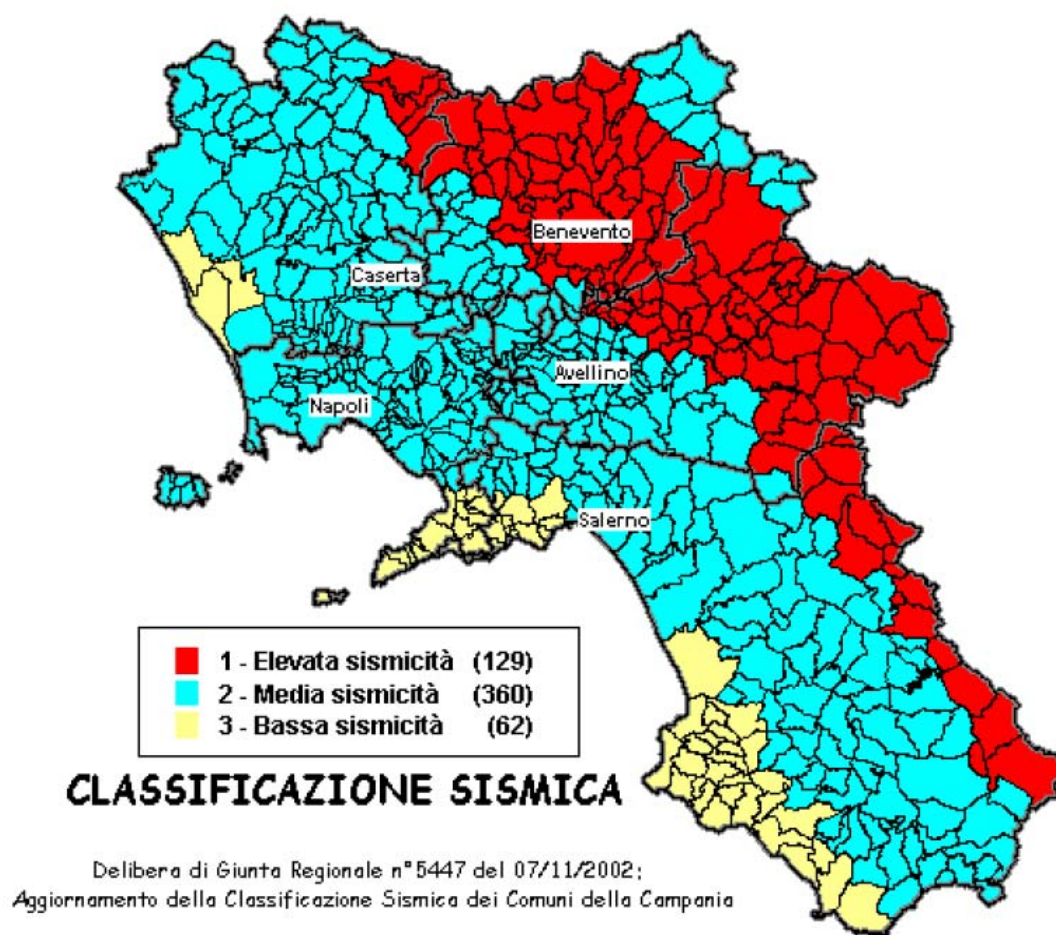 Benevento
Caserta
Avellino
Napoli
Salerno
1 - Elevata sismicità (129)
2 - Media sismicità (360)
3 - Bassa sismicità (62)
CLASSIFICAZIONE SISMICA
Delibera di Giunta Regionale n°5447 del 07/11/2002;
Aggiornamento della Classificazione Sismica dei Comuni della Campania